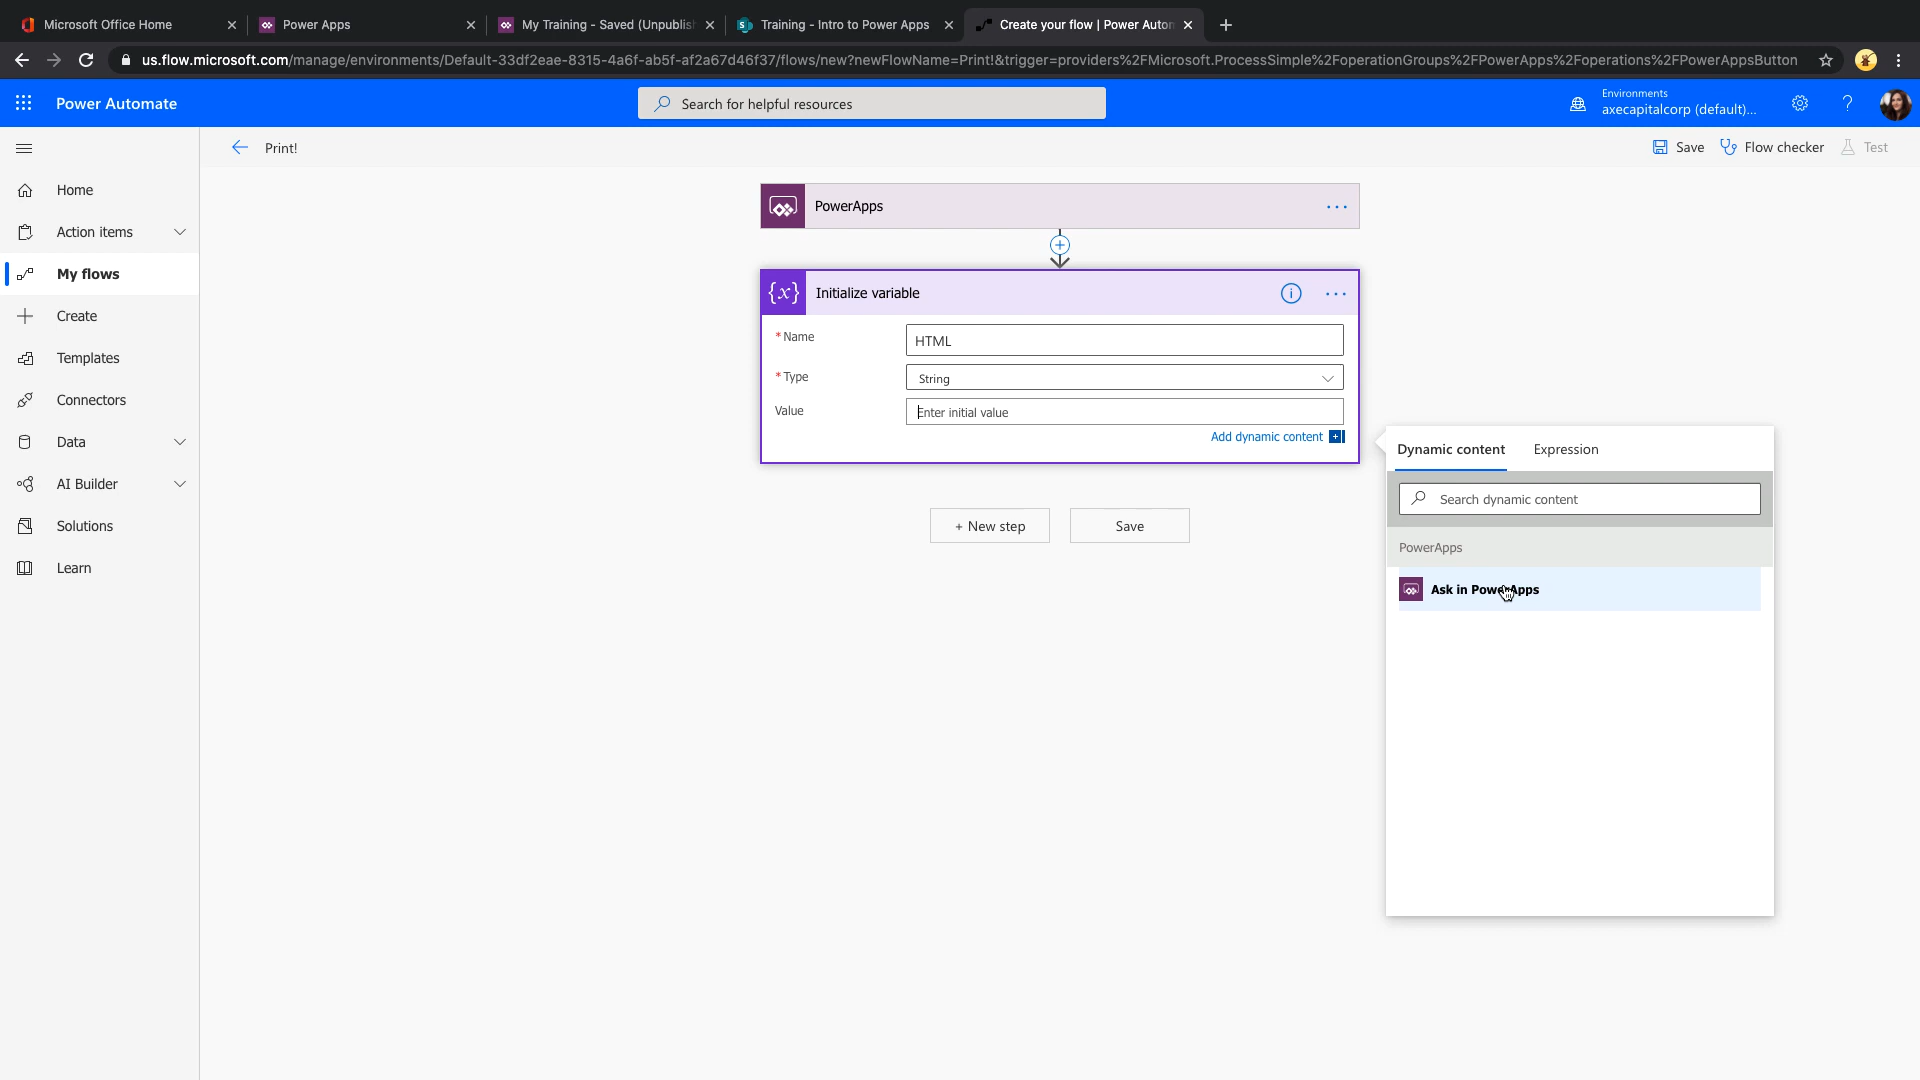 Microsoft Office Home
Power Apps
My Training - Saved (Unpublis
Training - Intro to Power Apps
Create your flow | Power Autom
us.flow.microsoft.com/manage/environments/Default-33df2eae-8315-4a6f-ab5f-af2a67d46f37/flows/new?newFlowName=Print!&trigger=providers%2FMicrosoft.ProcessSimple%2FoperationGroups%2FPowerApps%2Foperations%2FPowerAppsButton
Power Automate
Search for helpful resources
Environments
axecapitalcorp (default)...
Print!
Save
Flow checker
Test
Home
Action items
My flows
Create
Templates
Connectors
Data
AI Builder
Solutions
Learn
PowerApps
{x} Initialize variable
* Name
HTML
* Type
String
Value
Enter initial value
Add dynamic content
+ New step
Save
Dynamic content
Expression
Search dynamic content
PowerApps
Ask in PowerApps